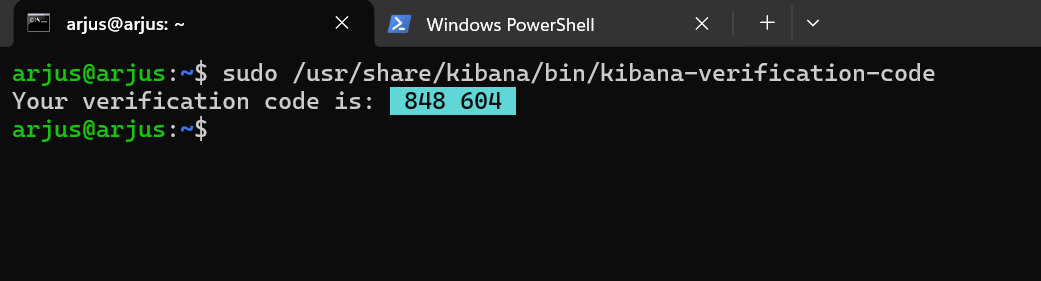 arjus@arjus: ~
Windows PowerShell
arjus@arjus:~$ sudo /usr/share/kibana/bin/kibana-verification-code
Your verification code is: 848 604
arjus@arjus:~$